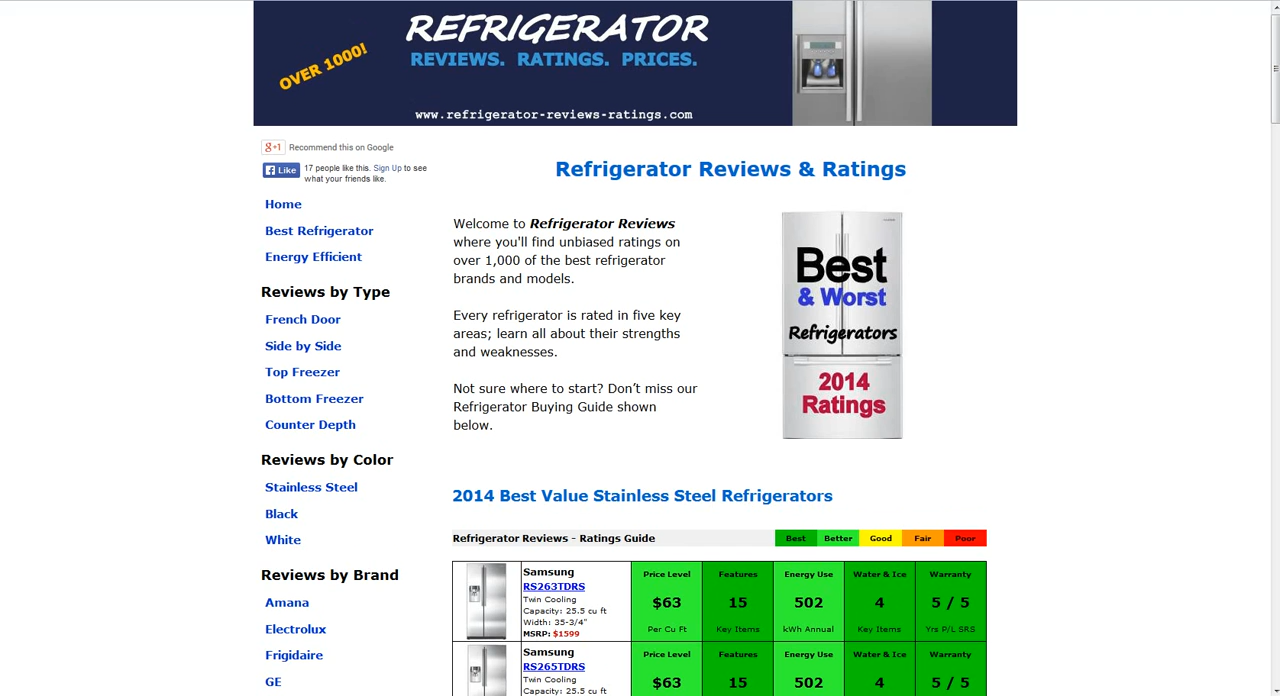 REFRIGERATOR
OVER 1000!
REVIEWS. RATINGS. PRICES.
www.refrigerator-reviews-ratings.com
g+1 Recommend this on Google
Like 17 people like this. Sign Up to see
what your friends like.
Home
Best Refrigerator
Energy Efficient
Reviews by Type
French Door
Side by Side
Top Freezer
Bottom Freezer
Counter Depth
Reviews by Color
Stainless Steel
Black
White
Reviews by Brand
Amana
Electrolux
Frigidaire
GE
Refrigerator Reviews & Ratings
Welcome to Refrigerator Reviews
where you'll find unbiased ratings on
over 1,000 of the best refrigerator
brands and models.
Every refrigerator is rated in five key
areas; learn all about their strengths
and weaknesses.
Not sure where to start? Don’t miss our
Refrigerator Buying Guide shown
below.
Best
& Worst
Refrigerators
2014
Ratings
2014 Best Value Stainless Steel Refrigerators
Refrigerator Reviews - Ratings Guide Best Better Good Fair Poor
Samsung
RS263TDRS
Twin Cooling
Capacity: 25.5 cu ft
Width: 35-3/4"
MSRP: $1599
Price Level Features Energy Use Water & Ice Warranty
$63 15 502 4 5 / 5
Per Cu Ft Key Items kWh Annual Key Items Yrs P/L SRS
Samsung
RS265TDRS
Twin Cooling
Capacity: 25.5 cu ft
Price Level Features Energy Use Water & Ice Warranty
$63 15 502 4 5 / 5